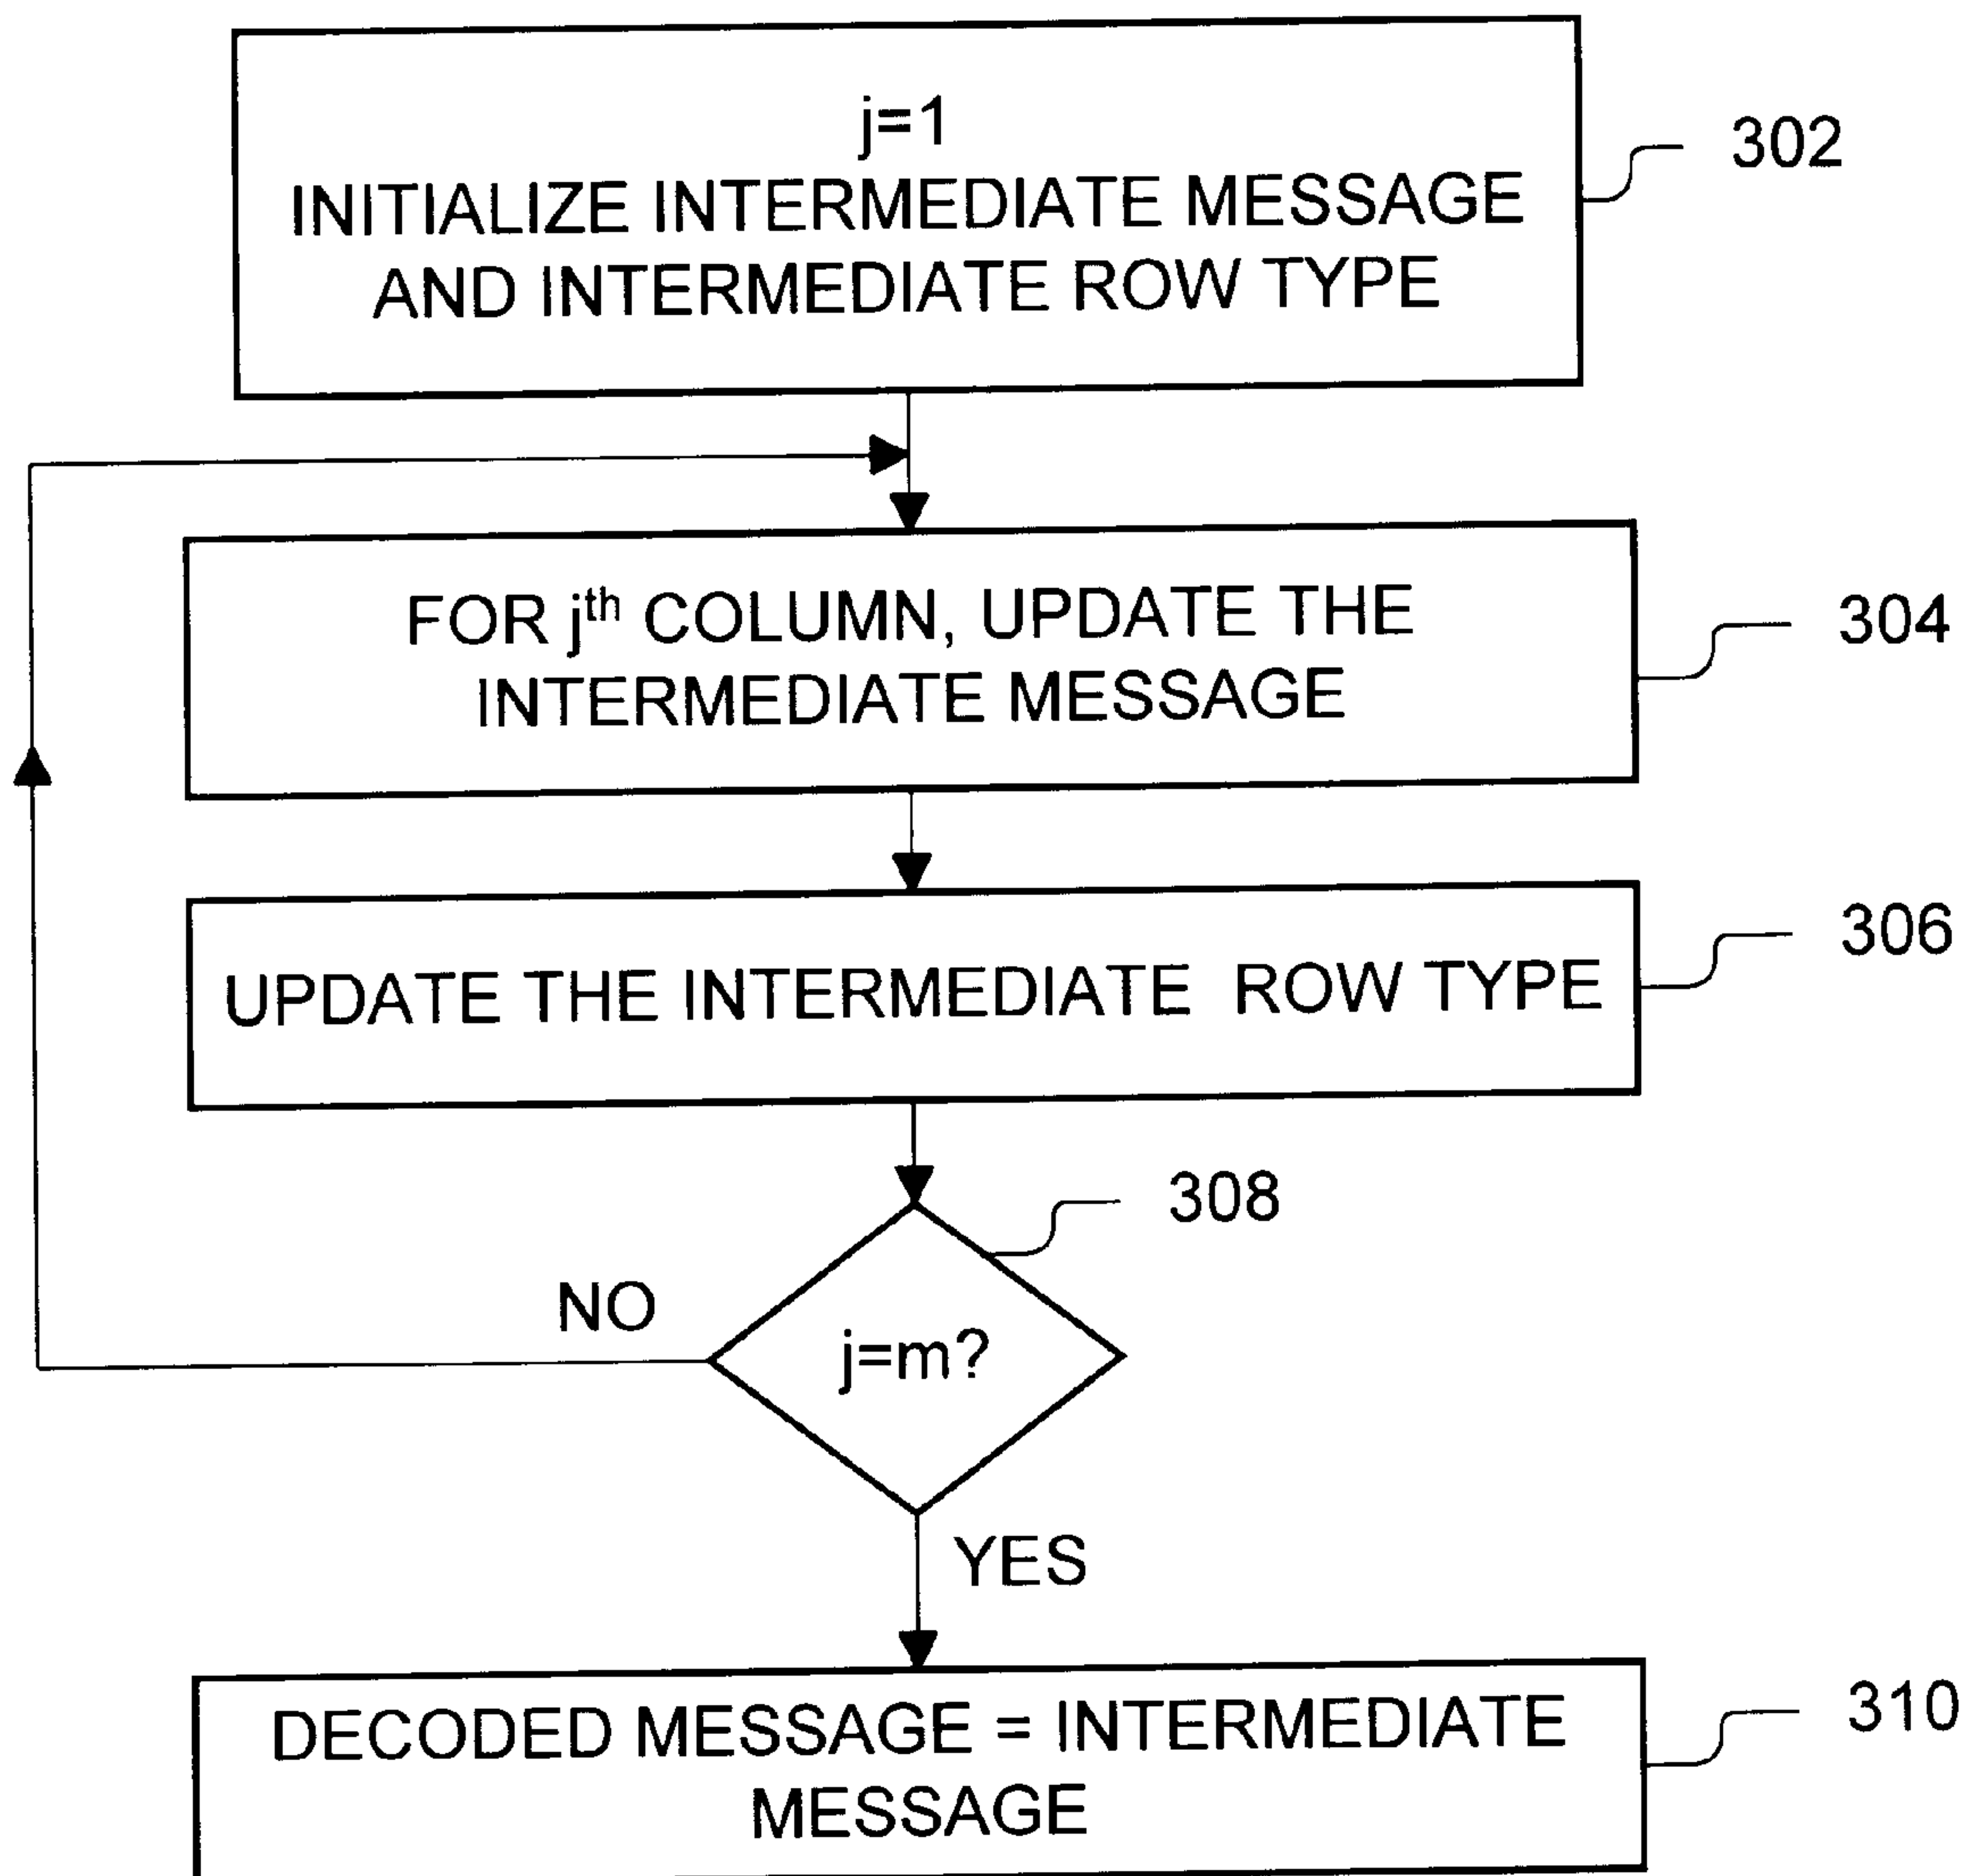 j=1
INITIALIZE INTERMEDIATE MESSAGE
AND INTERMEDIATE ROW TYPE
302
FOR jth COLUMN, UPDATE THE
INTERMEDIATE MESSAGE
304
UPDATE THE INTERMEDIATE ROW TYPE
306
308
NO
j=m?
YES
DECODED MESSAGE = INTERMEDIATE
MESSAGE
310